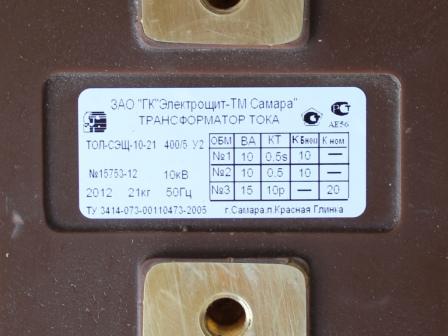 ЗАО "ГК"Электрощит-ТМ Самара"
ТРАНСФОРМАТОР ТОКА
РСТ
АЕ56
ТОЛ-СЭЩ-10-21 400/5 У2
№15753-12 10кВ
2012 21кг 50Гц
ОБМ ВА КТ КБном К ном
№1 10 0.5s 10 —
№2 10 0.5 10 —
№3 15 10р — 20
ТУ 3414-073-00110473-2005 г.Самара,п.Красная Глинка